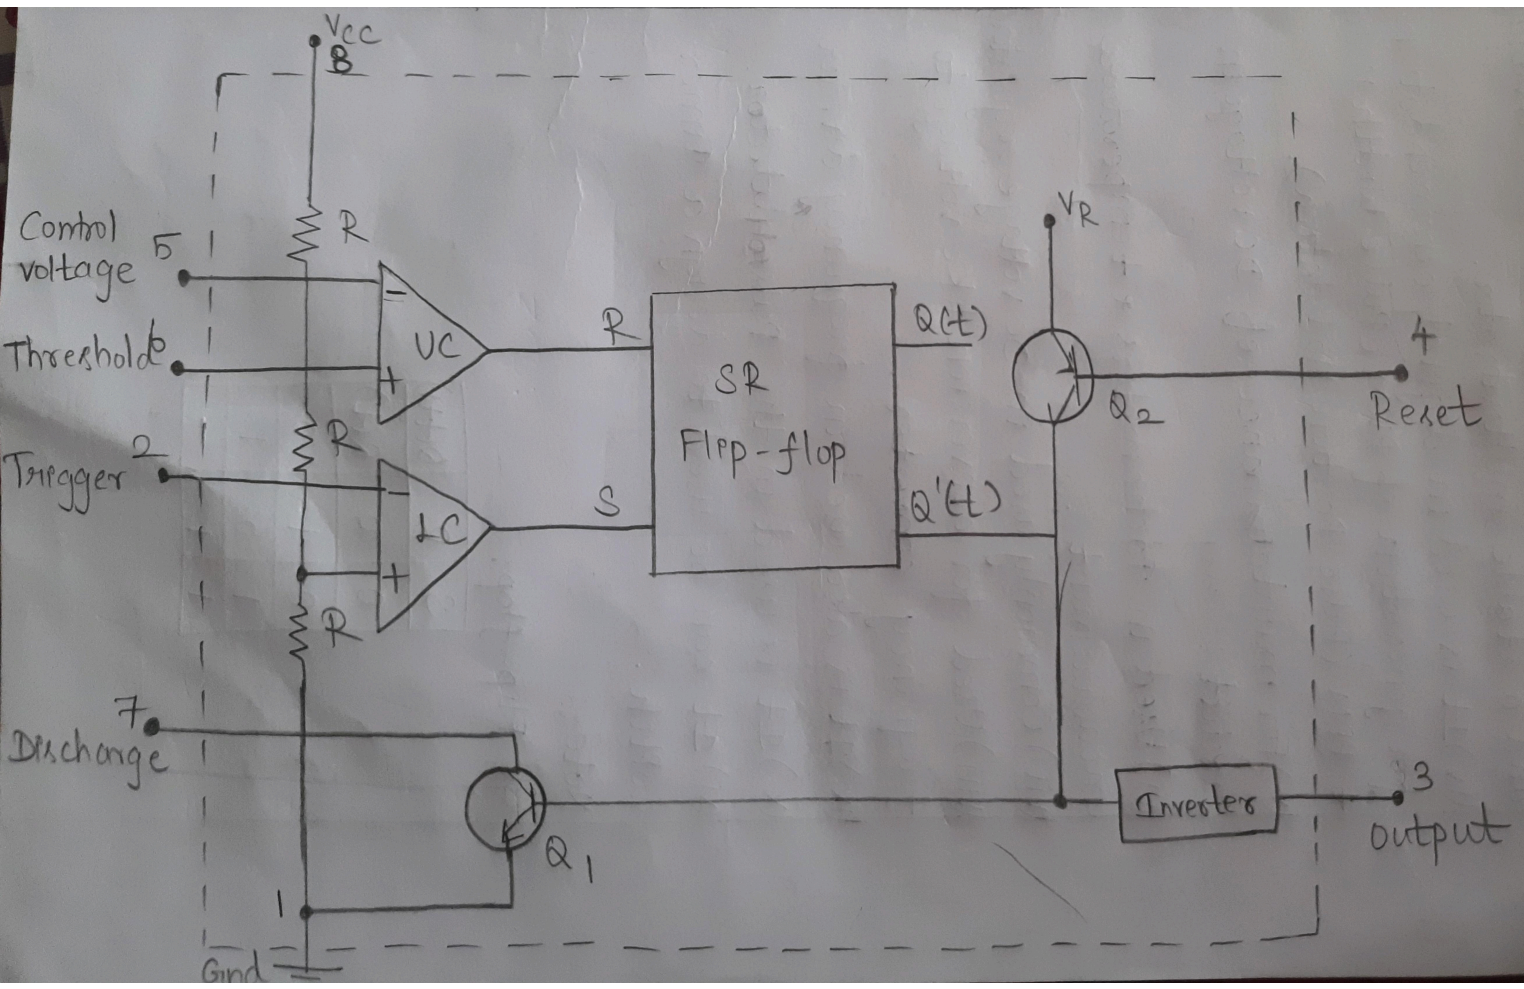 Vcc
8
Control
voltage
5
R
Threshold
6
-
UC
+
R
Q(t)
VR
4
SR
Flip-flop
Q2
Reset
Trigger
2
R
-
LC
+
S
Q'(t)
R
7
Discharge
Q1
Inverter
3
output
1
Gnd